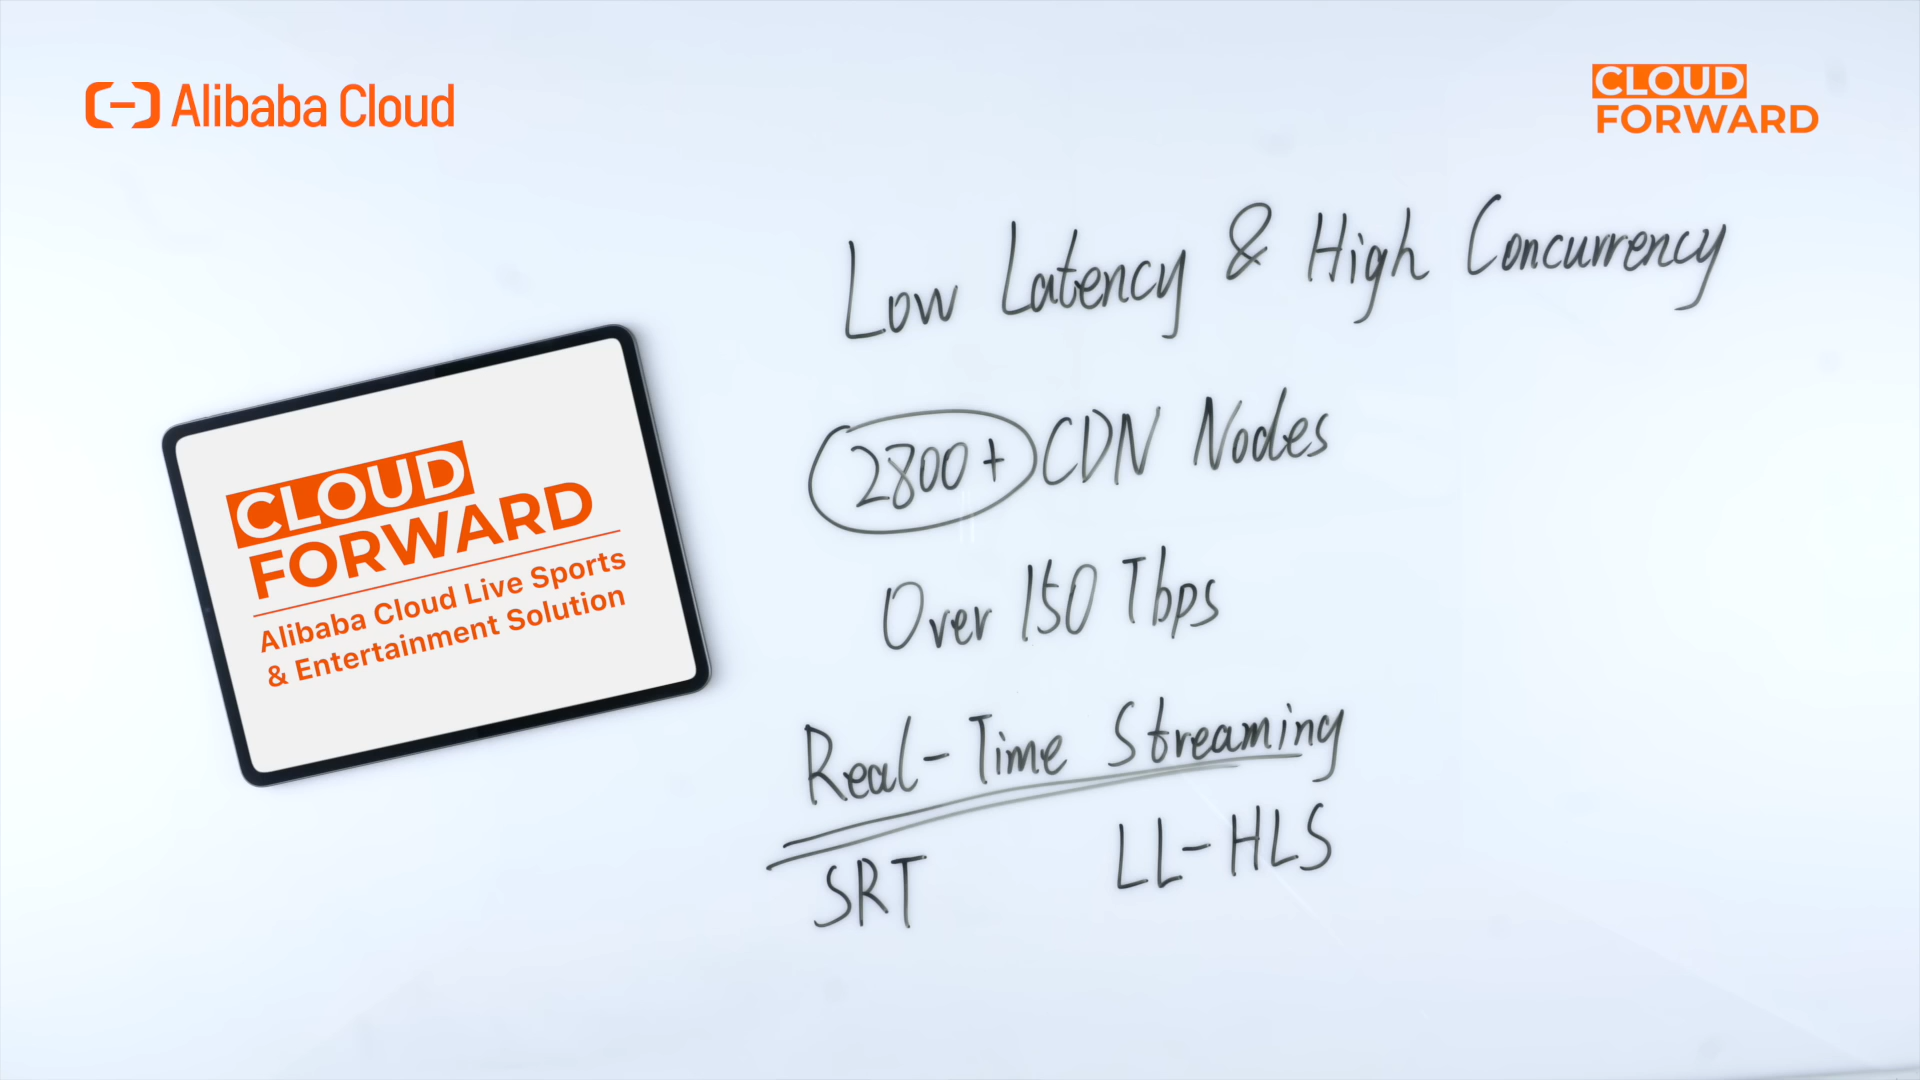 Alibaba Cloud
CLOUD
FORWARD
Low Latency & High Concurrency
2800+ CDN Nodes
Over 150 Tbps
Real-Time Streaming
SRT LL-HLS
CLOUD
FORWARD
Alibaba Cloud Live Sports
& Entertainment Solution